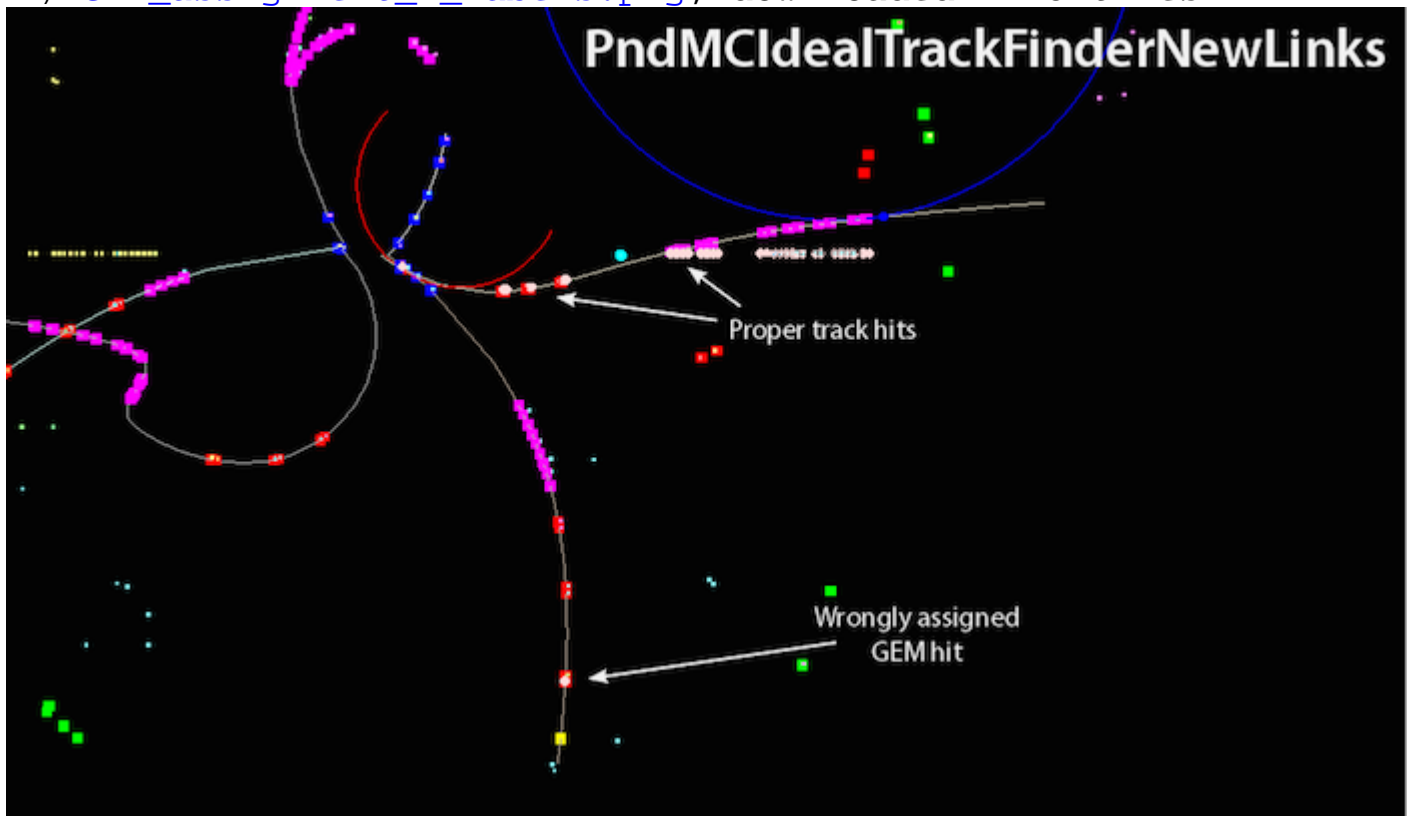 PndMCIdealTrackFinderNewLinks
Proper track hits
Wrongly assigned
GEM hit